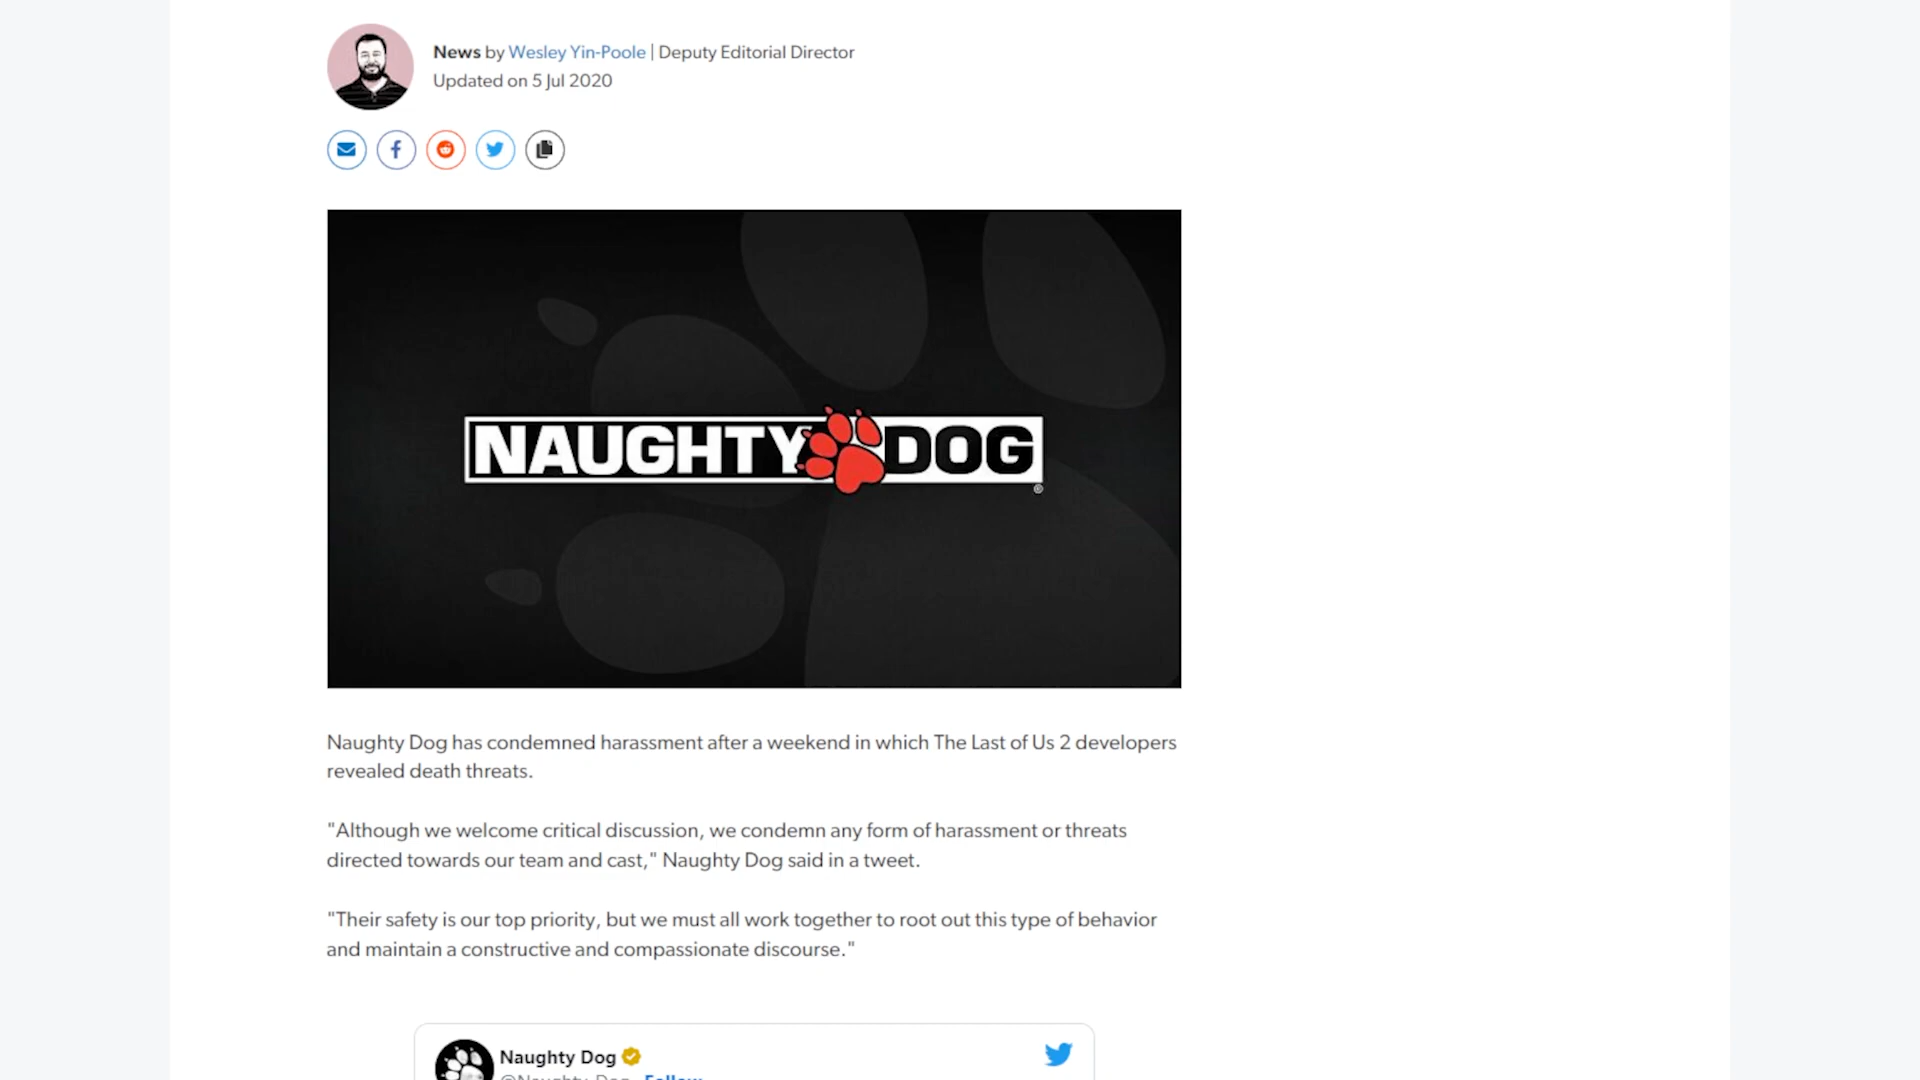 News by Wesley Yin-Poole | Deputy Editorial Director
Updated on 5 Jul 2020
NAUGHTY DOG
®
Naughty Dog has condemned harassment after a weekend in which The Last of Us 2 developers
revealed death threats.
"Although we welcome critical discussion, we condemn any form of harassment or threats
directed towards our team and cast," Naughty Dog said in a tweet.
"Their safety is our top priority, but we must all work together to root out this type of behavior
and maintain a constructive and compassionate discourse."
Naughty Dog
@Naughty_Dog · Follow